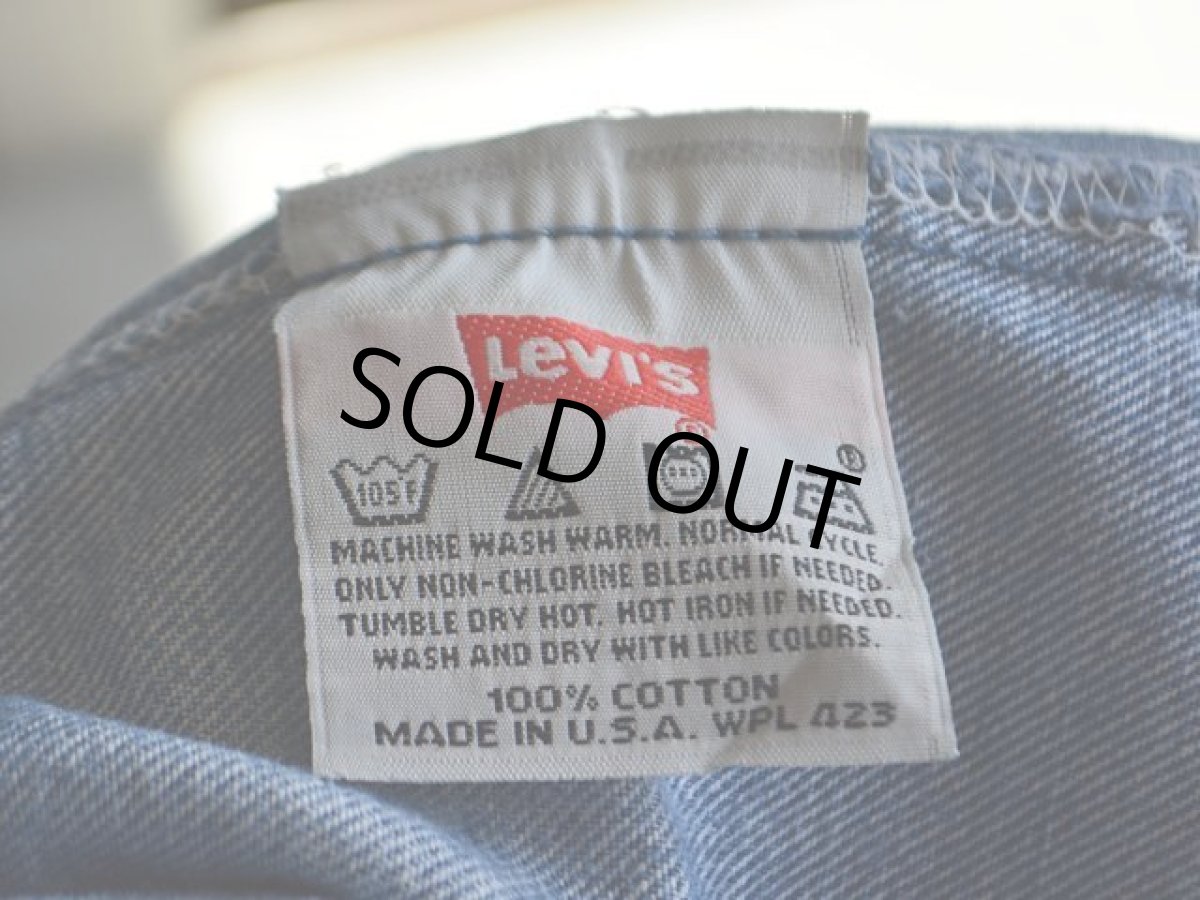 Levi's
®
SOLD OUT
105°F
MACHINE WASH WARM. NORMAL CYCLE.
ONLY NON-CHLORINE BLEACH IF NEEDED.
TUMBLE DRY HOT. HOT IRON IF NEEDED.
WASH AND DRY WITH LIKE COLORS.
100% COTTON
MADE IN U.S.A. WPL 423